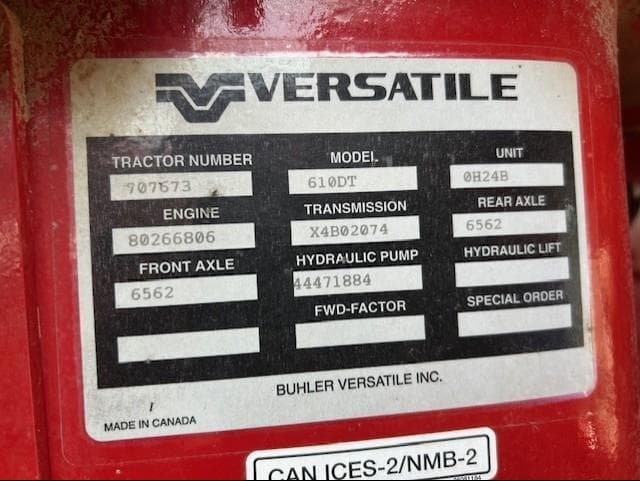 VERSATILE
TRACTOR NUMBER MODEL UNIT
707673 610DT 0H24B
ENGINE TRANSMISSION REAR AXLE
80266806 X4B02074 6562
FRONT AXLE HYDRAULIC PUMP HYDRAULIC LIFT
6562 44471884
FWD-FACTOR SPECIAL ORDER
BUHLER VERSATILE INC.
MADE IN CANADA
CAN ICES-2/NMB-2